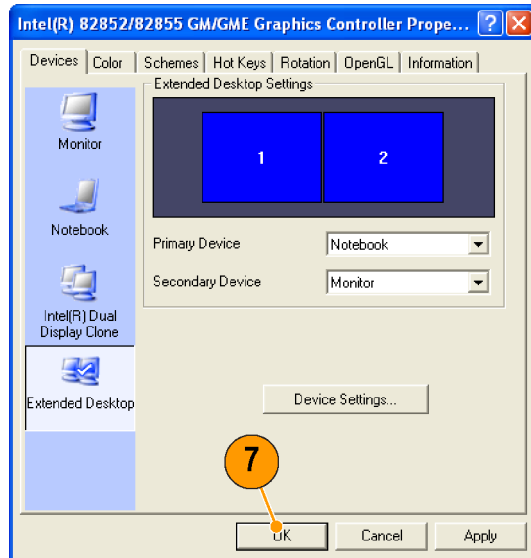 Intel(R) 82852/82855 GM/GME Graphics Controller Prope...
Devices Color Schemes Hot Keys Rotation OpenGL Information
Extended Desktop Settings
1 2
Monitor
Notebook
Intel(R) Dual
Display Clone
Extended Desktop
Primary Device Notebook
Secondary Device Monitor
Device Settings...
7
OK Cancel Apply